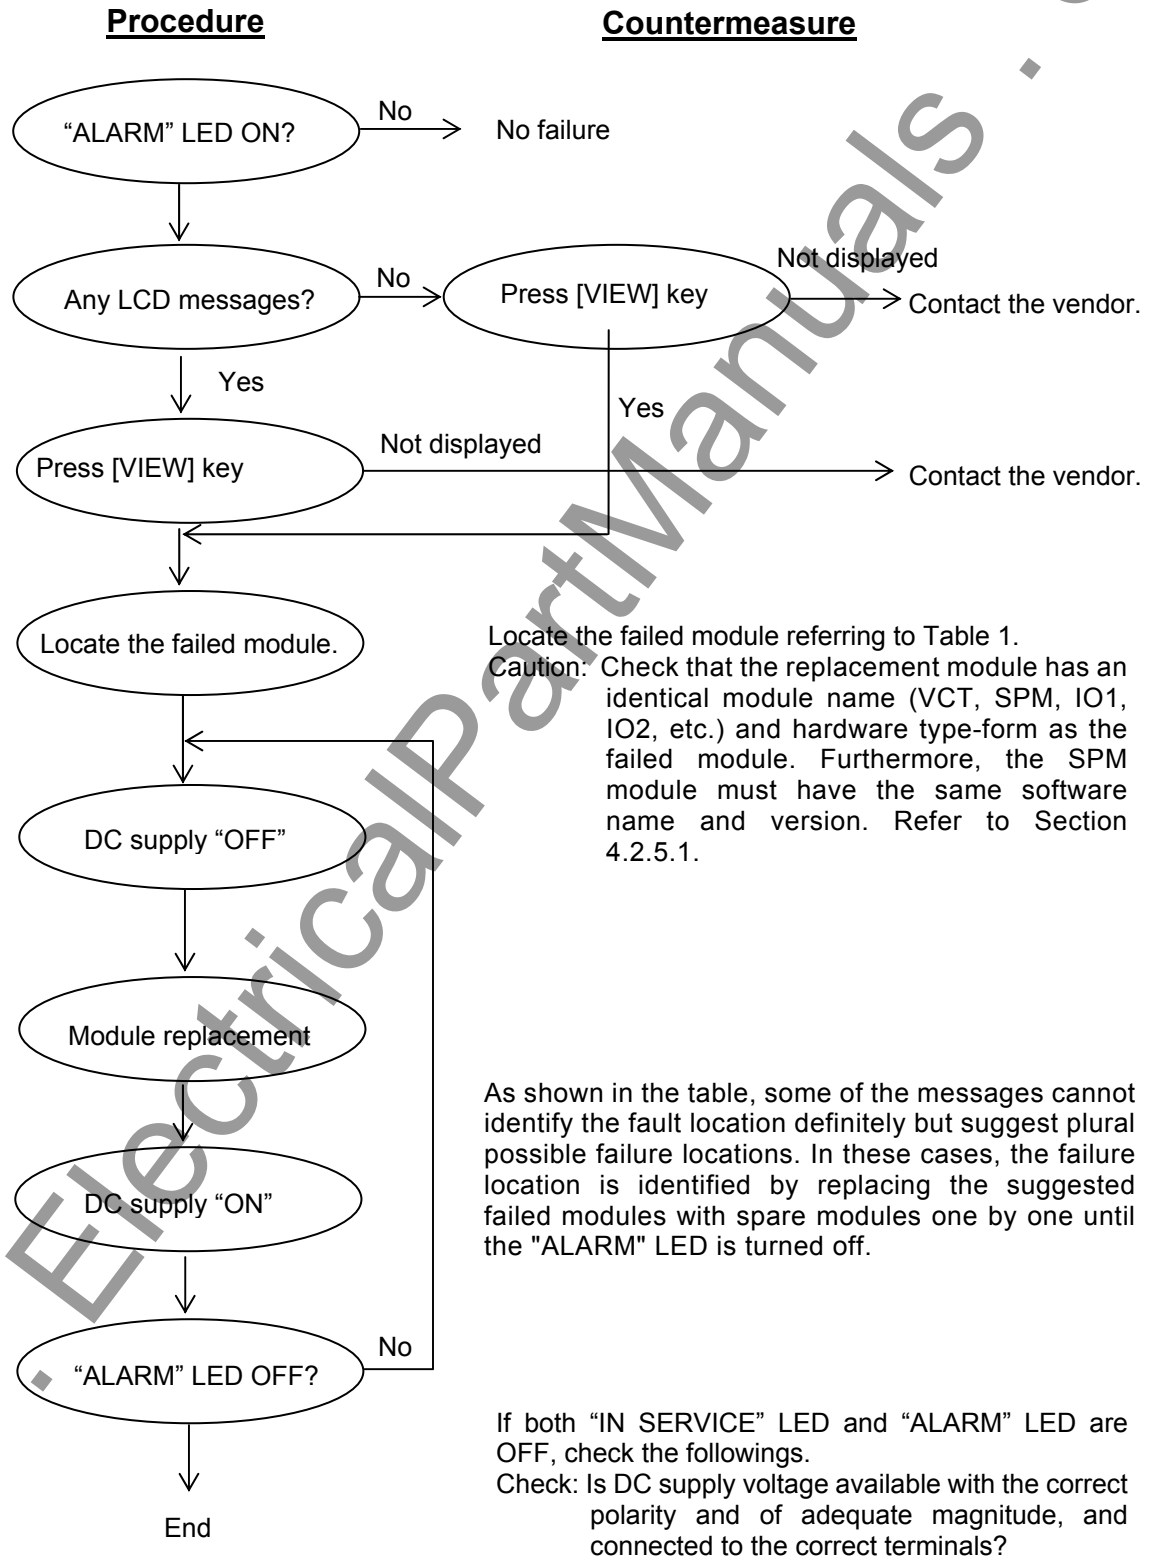 Procedure
Countermeasure
“ALARM” LED ON?
No
No failure
Any LCD messages?
No
Press [VIEW] key
Not displayed
Contact the vendor.
Yes
Yes
Press [VIEW] key
Not displayed
Contact the vendor.
Locate the failed module.
Locate the failed module referring to Table 1.
Caution: Check that the replacement module has an
identical module name (VCT, SPM, IO1,
IO2, etc.) and hardware type-form as the
failed module. Furthermore, the SPM
module must have the same software
name and version. Refer to Section
4.2.5.1.
DC supply “OFF”
Module replacement
As shown in the table, some of the messages cannot
identify the fault location definitely but suggest plural
possible failure locations. In these cases, the failure
location is identified by replacing the suggested
failed modules with spare modules one by one until
the "ALARM" LED is turned off.
DC supply “ON”
“ALARM” LED OFF?
No
If both “IN SERVICE” LED and “ALARM” LED are
OFF, check the followings.
Check: Is DC supply voltage available with the correct
polarity and of adequate magnitude, and
connected to the correct terminals?
End
. ElectricalPartManuals .